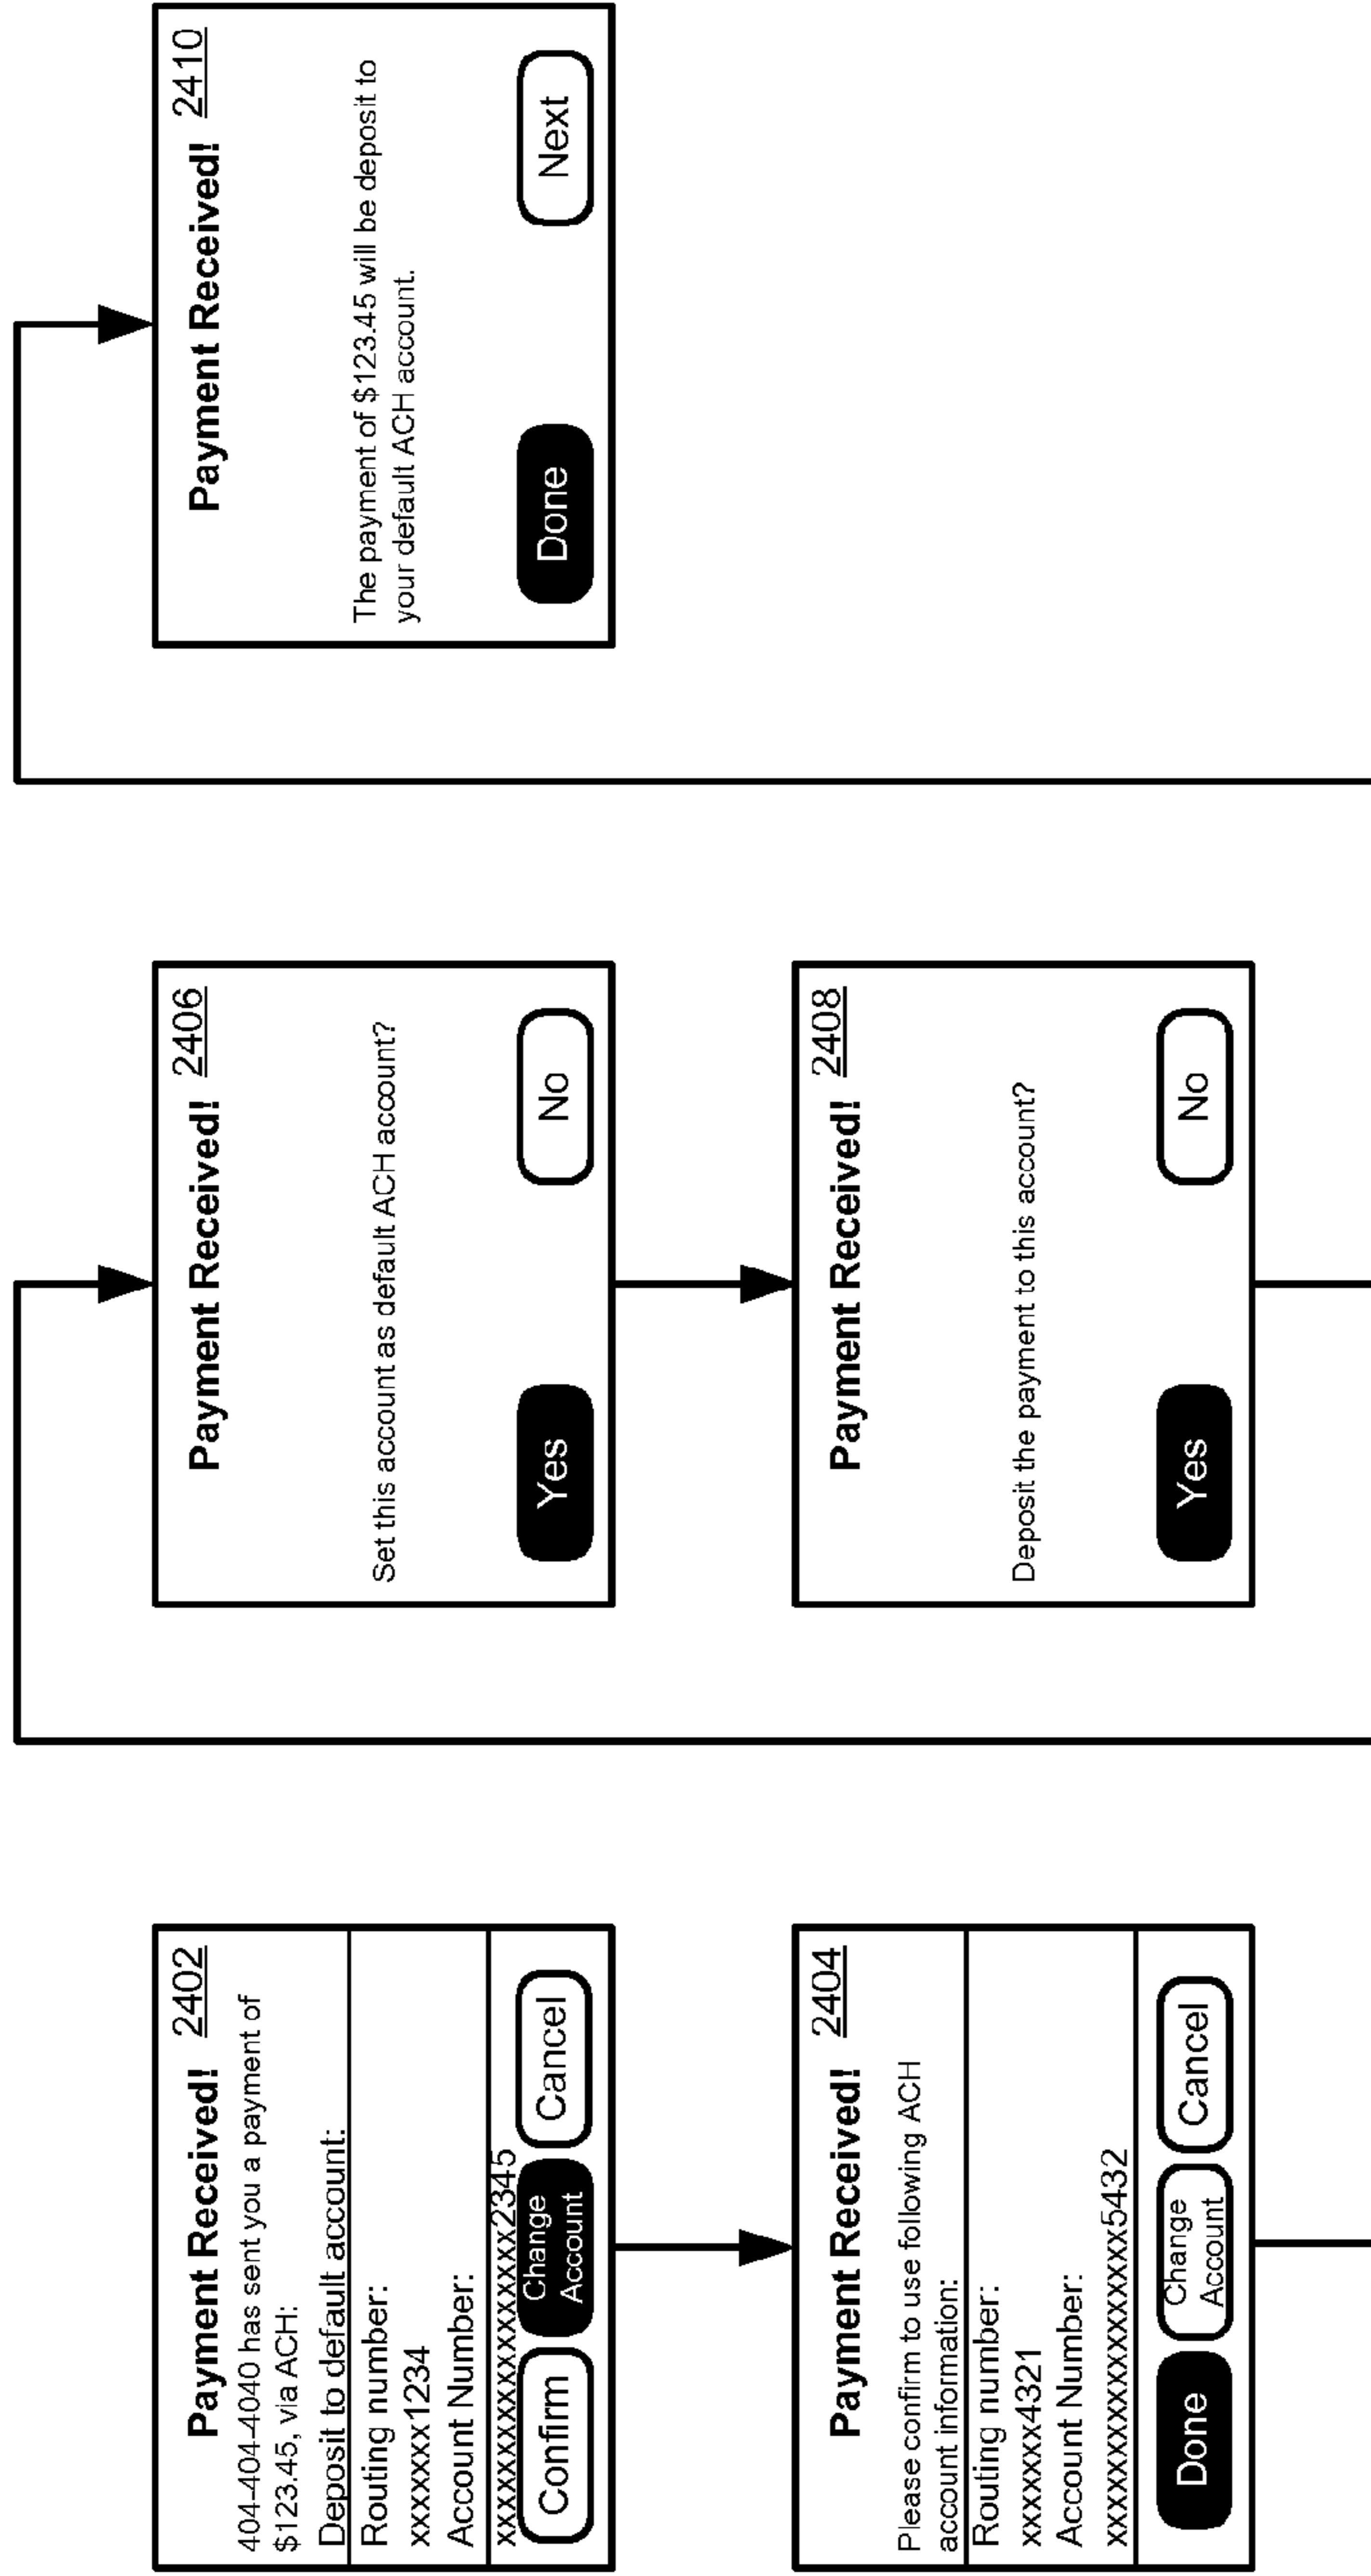 Payment Received! 2402
404-404-4040 has sent you a payment of
$123.45, via ACH:
Deposit to default account:
Routing number:
xxxxxxx1234
Account Number:
xxxxxxxxxxxxxxxxxxxx2345
Confirm
Change
Account
Cancel
Payment Received! 2404
Please confirm to use following ACH
account information:
Routing number:
xxxxxxx4321
Account Number:
xxxxxxxxxxxxxxxxxxxx5432
Done
Change
Account
Cancel
Payment Received! 2406
Set this account as default ACH account?
Yes
No
Payment Received! 2408
Deposit the payment to this account?
Yes
No
Payment Received! 2410
The payment of $123.45 will be deposit to
your default ACH account.
Done
Next